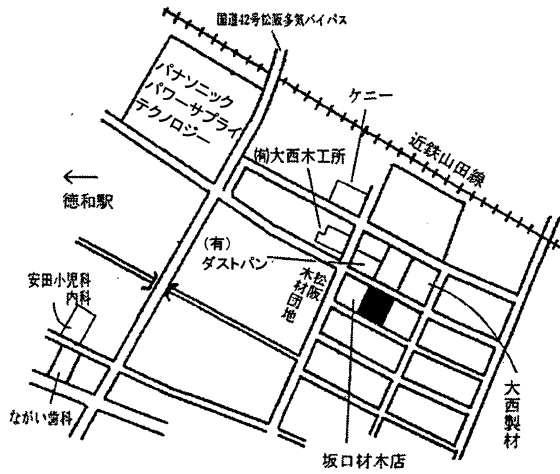 国道42号松阪多気バイパス
パナソニック
パワーサプライ
テクノロジー
ケニー
近鉄山田線
(有)大西木工所
←
徳和駅
(有)
ダストパン
松阪
木材団地
安田小児科
内科
ながい歯科
坂口材木店
大西製材